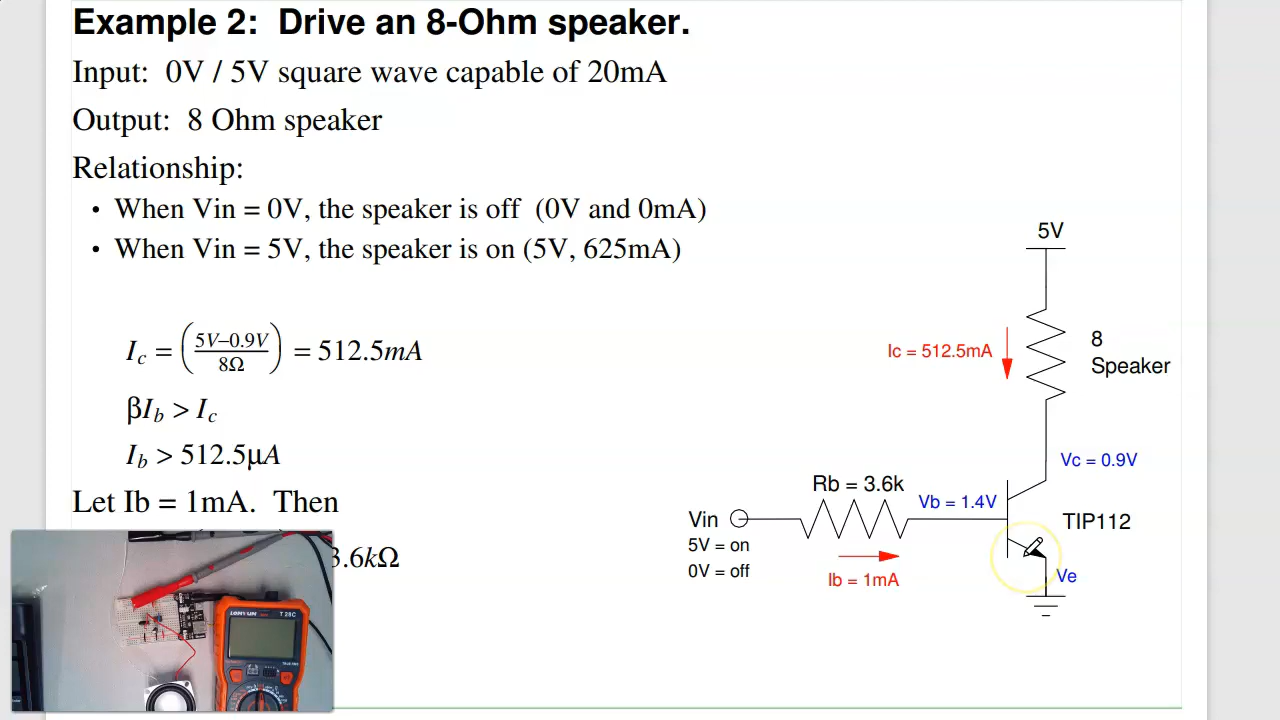 Example 2: Drive an 8-Ohm speaker.
Input: 0V / 5V square wave capable of 20mA
Output: 8 Ohm speaker
Relationship:
• When Vin = 0V, the speaker is off (0V and 0mA)
• When Vin = 5V, the speaker is on (5V, 625mA)
I_c = ( (5V–0.9V) / 8Ω ) = 512.5mA
βI_b > I_c
I_b > 512.5μA
Let Ib = 1mA. Then
3.6kΩ
5V
8
Speaker
Ic = 512.5mA
Vc = 0.9V
Rb = 3.6k
Vb = 1.4V
Vin
TIP112
5V = on
0V = off
Ib = 1mA
Ve
T 28C